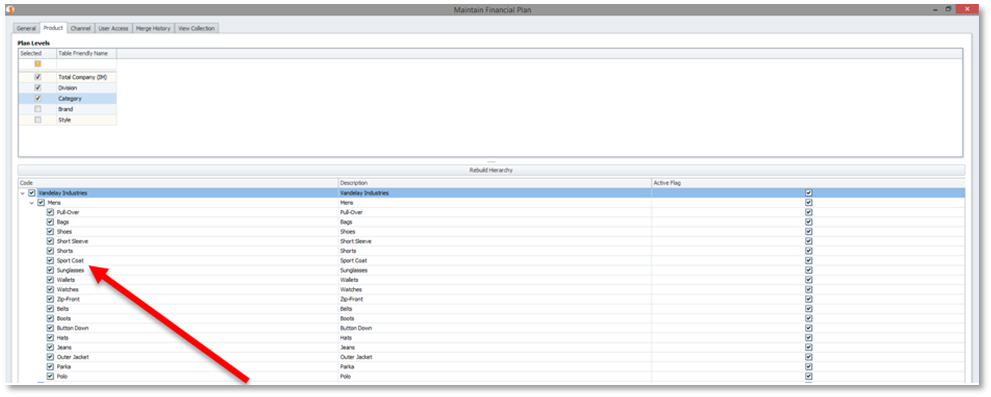 Maintain Financial Plan
General Product Channel User Access Merge History View Collection
Plan Levels
Selected Table Friendly Name
Total Company (IM)
Division
Category
Brand
Style
Rebuild Hierarchy
Code Description Active Flag
Vandelay Industries Vandelay Industries
Mens Mens
Pull-Over Pull-Over
Bags Bags
Shoes Shoes
Short Sleeve Short Sleeve
Shorts Shorts
Sport Coat Sport Coat
Sunglasses Sunglasses
Wallets Wallets
Watches Watches
Zip-Front Zip-Front
Belts Belts
Boots Boots
Button Down Button Down
Hats Hats
Jeans Jeans
Outer Jacket Outer Jacket
Parka Parka
Polo Polo